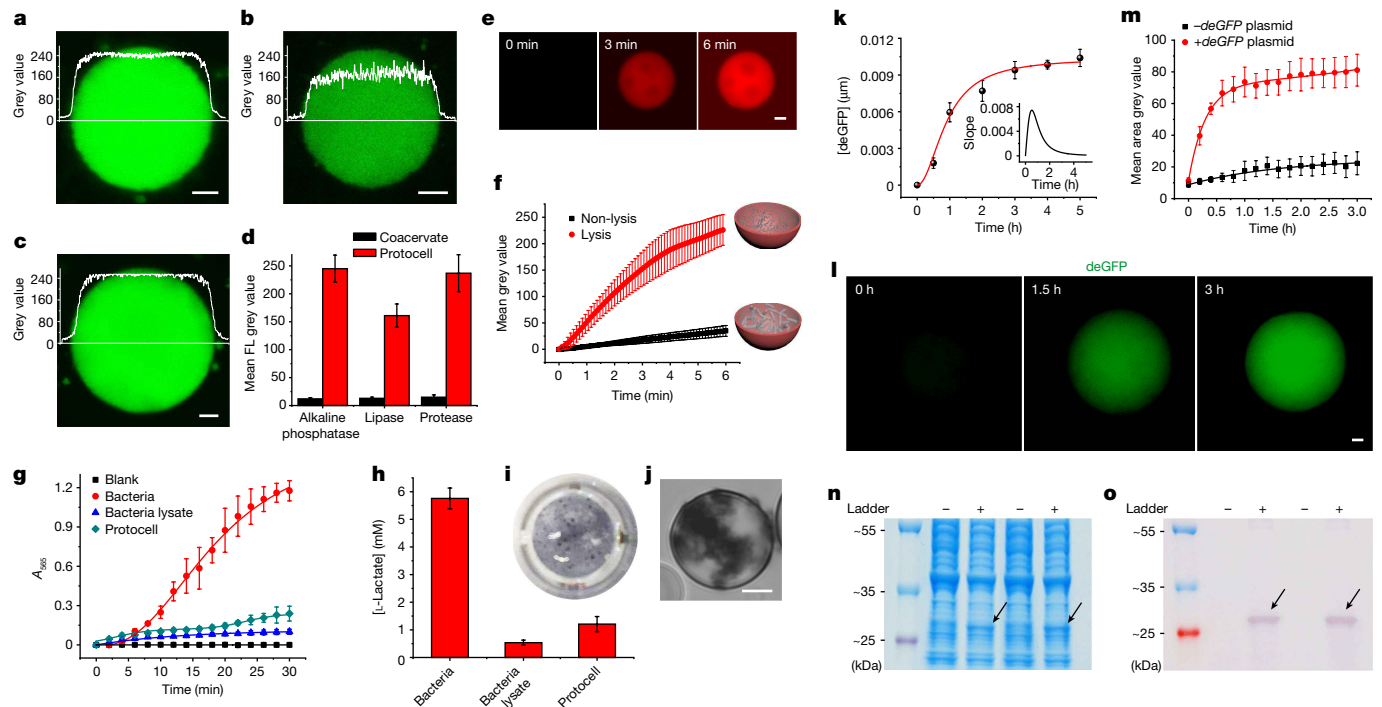 a
240
160
80
0
Grey value
b
240
160
80
0
Grey value
c
240
160
80
0
Grey value
d
Coacervate
Protocell
250
200
150
100
50
0
Mean FL grey value
Alkaline
phosphatase
Lipase
Protease
e
0 min
3 min
6 min
f
Non-lysis
Lysis
250
200
150
100
50
0
Mean grey value
0 1 2 3 4 5 6
Time (min)
g
Blank
Bacteria
Bacteria lysate
Protocell
1.2
0.9
0.6
0.3
0
A565
0 5 10 15 20 25 30
Time (min)
h
6
5
4
3
2
1
0
[L-Lactate] (mM)
Bacteria
Bacteria
lysate
Protocell
i
j
k
0.012
0.009
0.006
0.003
0
[deGFP] (μm)
0 1 2 3 4 5
Time (h)
0.008
0.004
0
Slope
0 2 4
Time (h)
l
deGFP
0 h
1.5 h
3 h
m
–deGFP plasmid
+deGFP plasmid
100
80
60
40
20
0
Mean area grey value
0 0.6 1.2 1.8 2.4 3.0
Time (h)
n
Ladder – + – +
~55
~35
~25
(kDa)
o
Ladder – + – +
~55
~35
~25
(kDa)